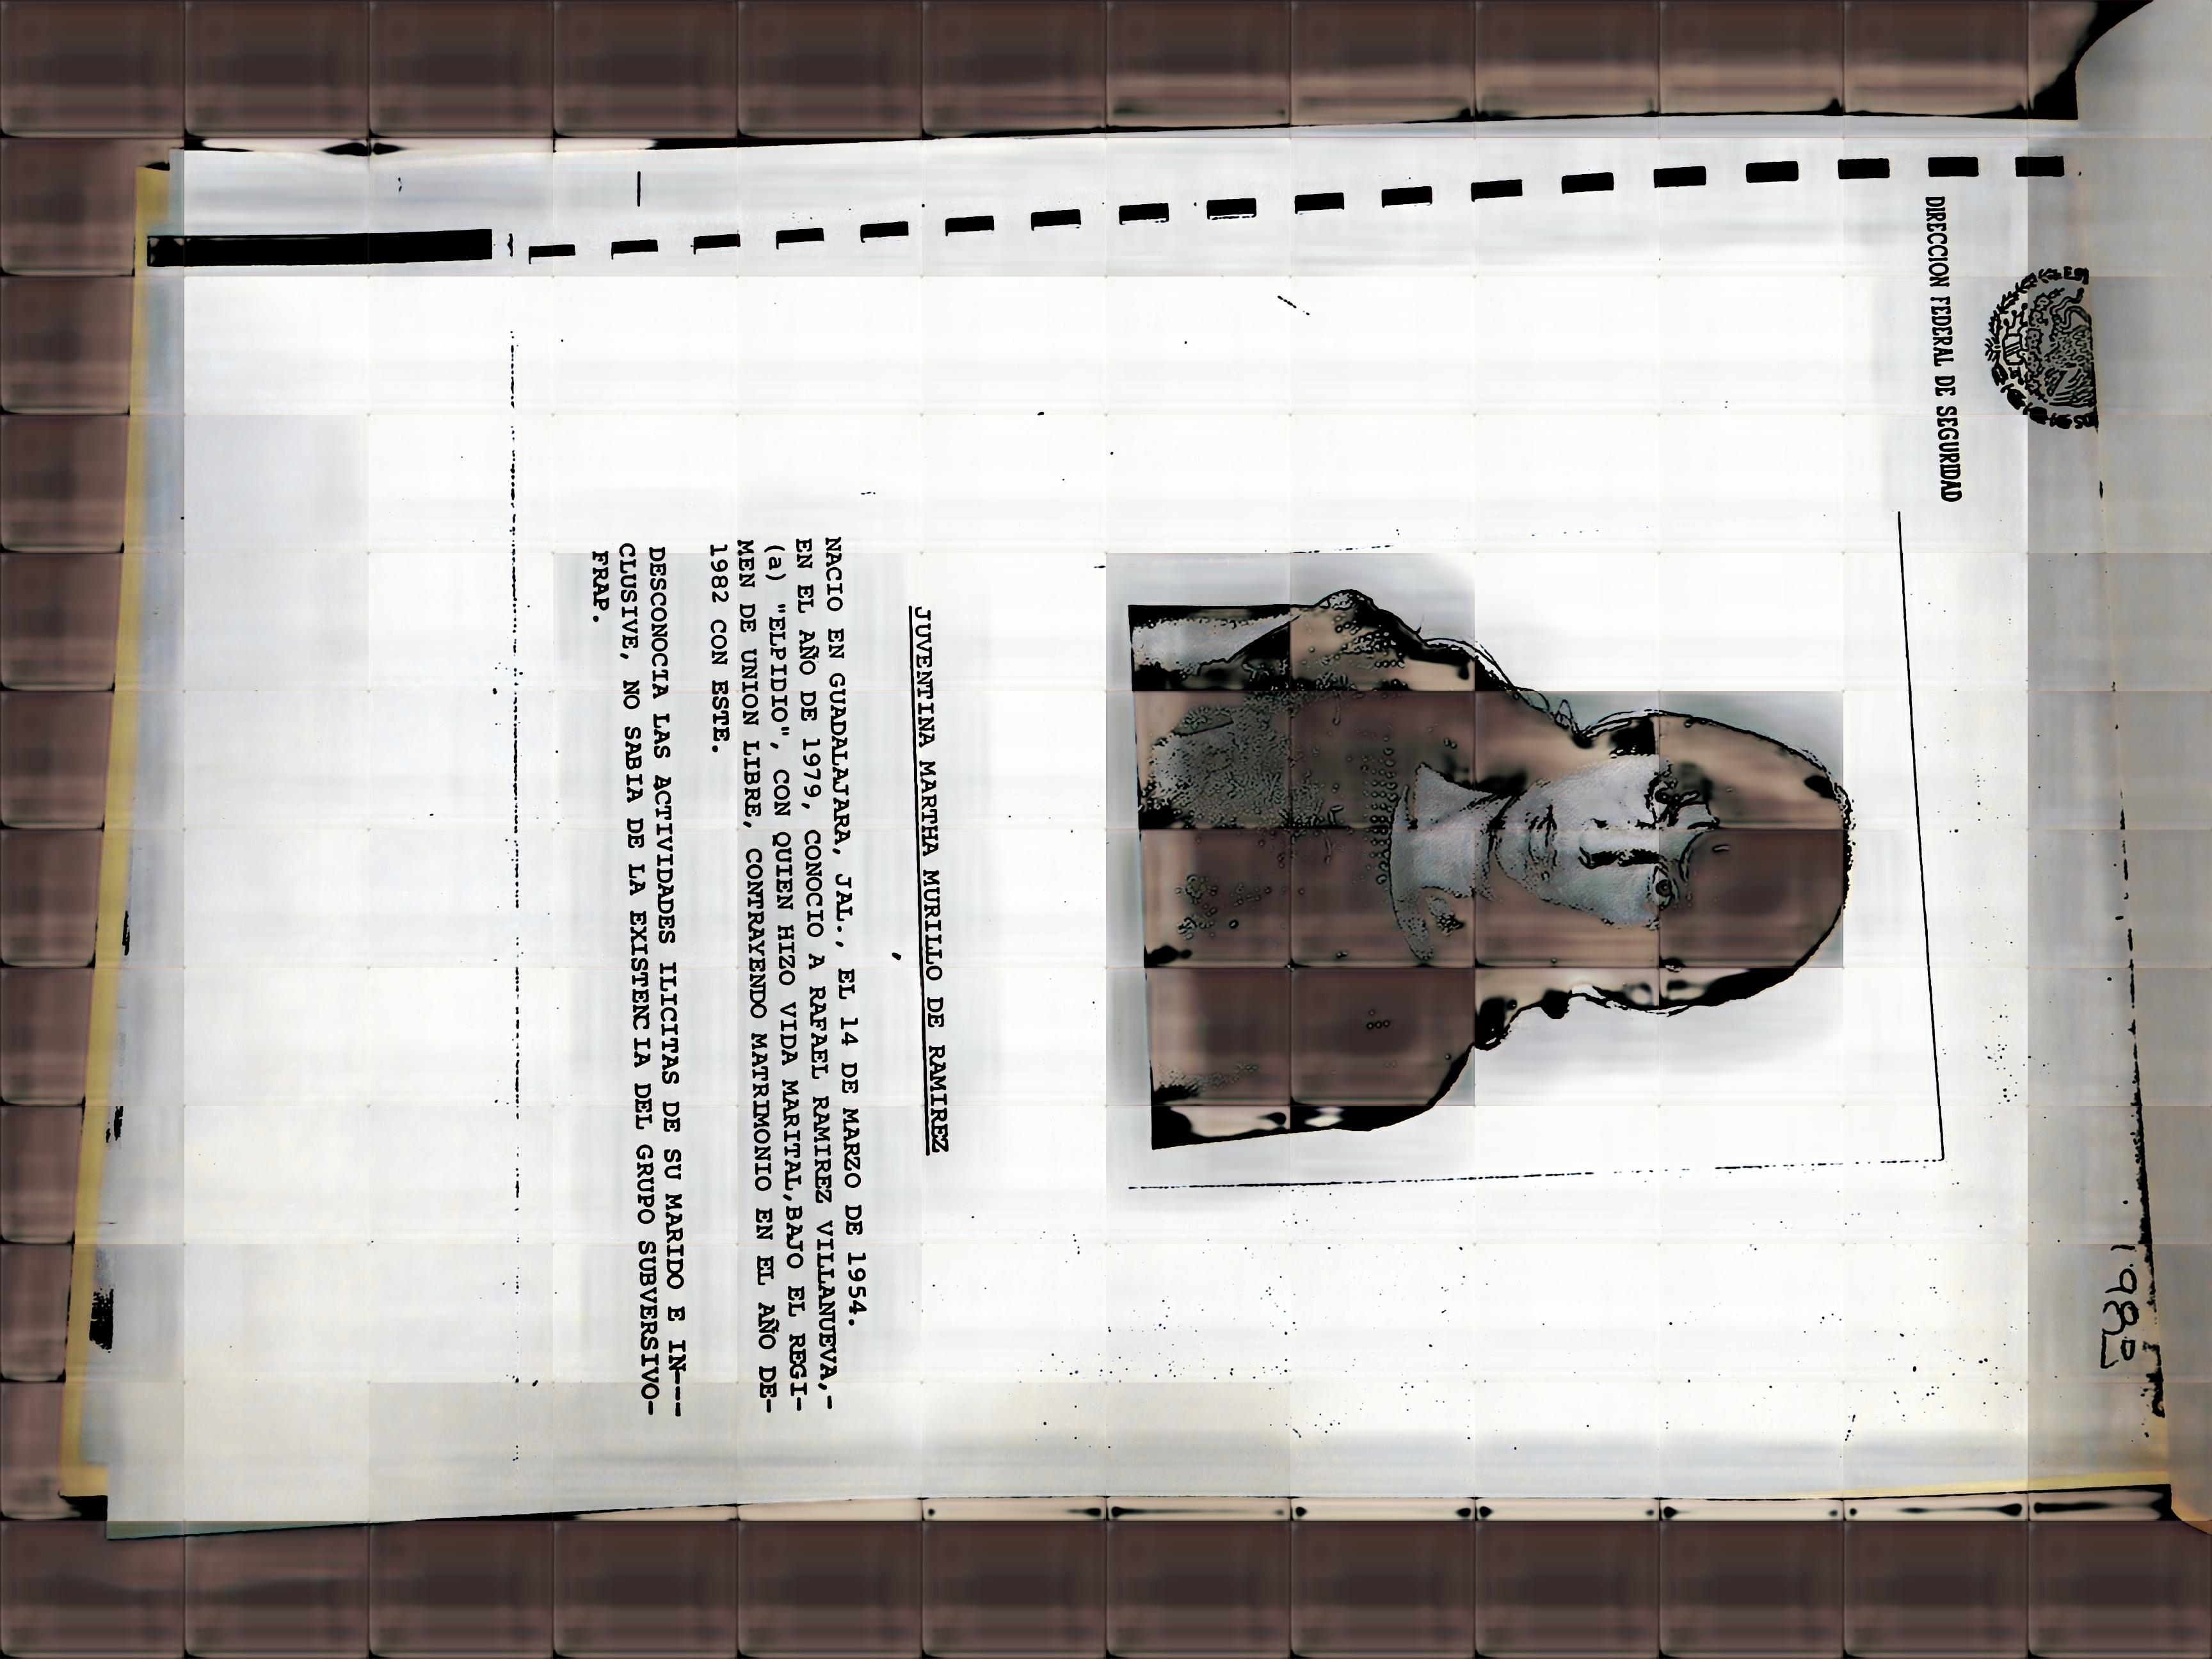 DIRECCION FEDERAL DE SEGURIDAD
JUVENTINA MARTHA MURILLO DE RAMIREZ
NACIO EN GUADALAJARA, JAL., EL 14 DE MARZO DE 1954.
EN EL AÑO DE 1979, CONOCIO A RAFAEL RAMIREZ VILLANUEVA,-
(a) "ELPIDIO", CON QUIEN HIZO VIDA MARITAL,BAJO EL REGI-
MEN DE UNION LIBRE, CONTRAYENDO MATRIMONIO EN EL AÑO DE-
1982 CON ESTE.
DESCONOCIA LAS ACTIVIDADES ILICITAS DE SU MARIDO E IN---
CLUSIVE, NO SABIA DE LA EXISTENCIA DEL GRUPO SUBVERSIVO-
FRAP.